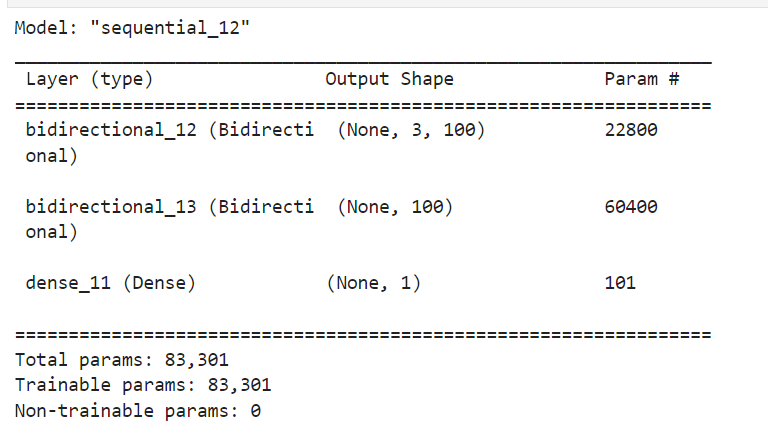 Model: "sequential_12"
_________________________________________________________________
Layer (type) Output Shape Param #
=================================================================
bidirectional_12 (Bidirecti (None, 3, 100) 22800
onal)
bidirectional_13 (Bidirecti (None, 100) 60400
onal)
dense_11 (Dense) (None, 1) 101
=================================================================
Total params: 83,301
Trainable params: 83,301
Non-trainable params: 0